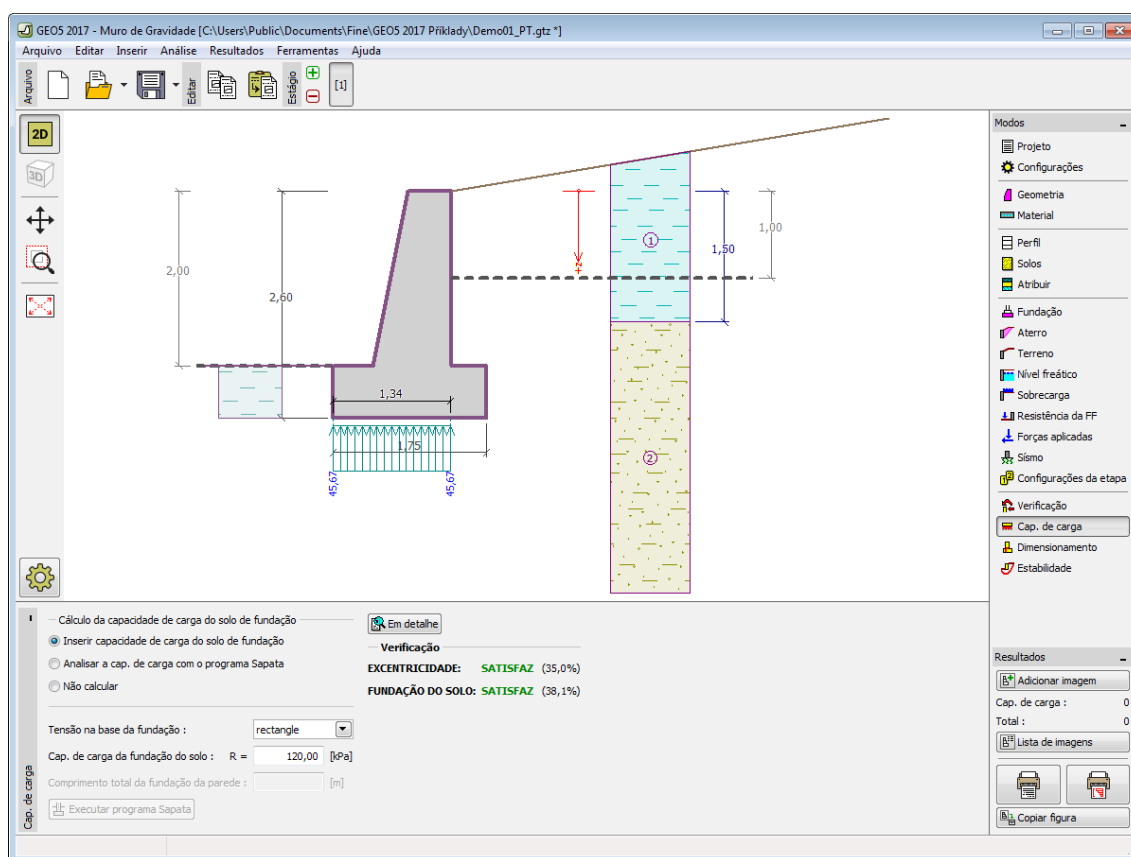 GEO5 2017 - Muro de Gravidade [C:\Users\Public\Documents\Fine\GEO5 2017 Příklady\Demo01_PT.gtz *]
Arquivo Editar Inserir Análise Resultados Ferramentas Ajuda
Arquivo
Editar
Estágio
[1]
2D
3D
2,00
2,60
1,34
1,75
45,67
45,67
+z
1
2
1,50
1,00
Modos
Projeto
Configurações
Geometria
Material
Perfil
Solos
Atribuir
Fundação
Aterro
Terreno
Nível freático
Sobrecarga
Resistência da FF
Forças aplicadas
Sísmo
Configurações da etapa
Verificação
Cap. de carga
Dimensionamento
Estabilidade
Cap. de carga
Cálculo da capacidade de carga do solo de fundação
Inserir capacidade de carga do solo de fundação
Analisar a cap. de carga com o programa Sapata
Não calcular
Tensão na base da fundação : rectangle
Cap. de carga da fundação do solo : R = 120,00 [kPa]
Comprimento total da fundação da parede : [m]
Executar programa Sapata
Em detalhe
Verificação
EXCENTRICIDADE: SATISFAZ (35,0%)
FUNDAÇÃO DO SOLO: SATISFAZ (38,1%)
Resultados
Adicionar imagem
Cap. de carga : 0
Total : 0
Lista de imagens
Copiar figura